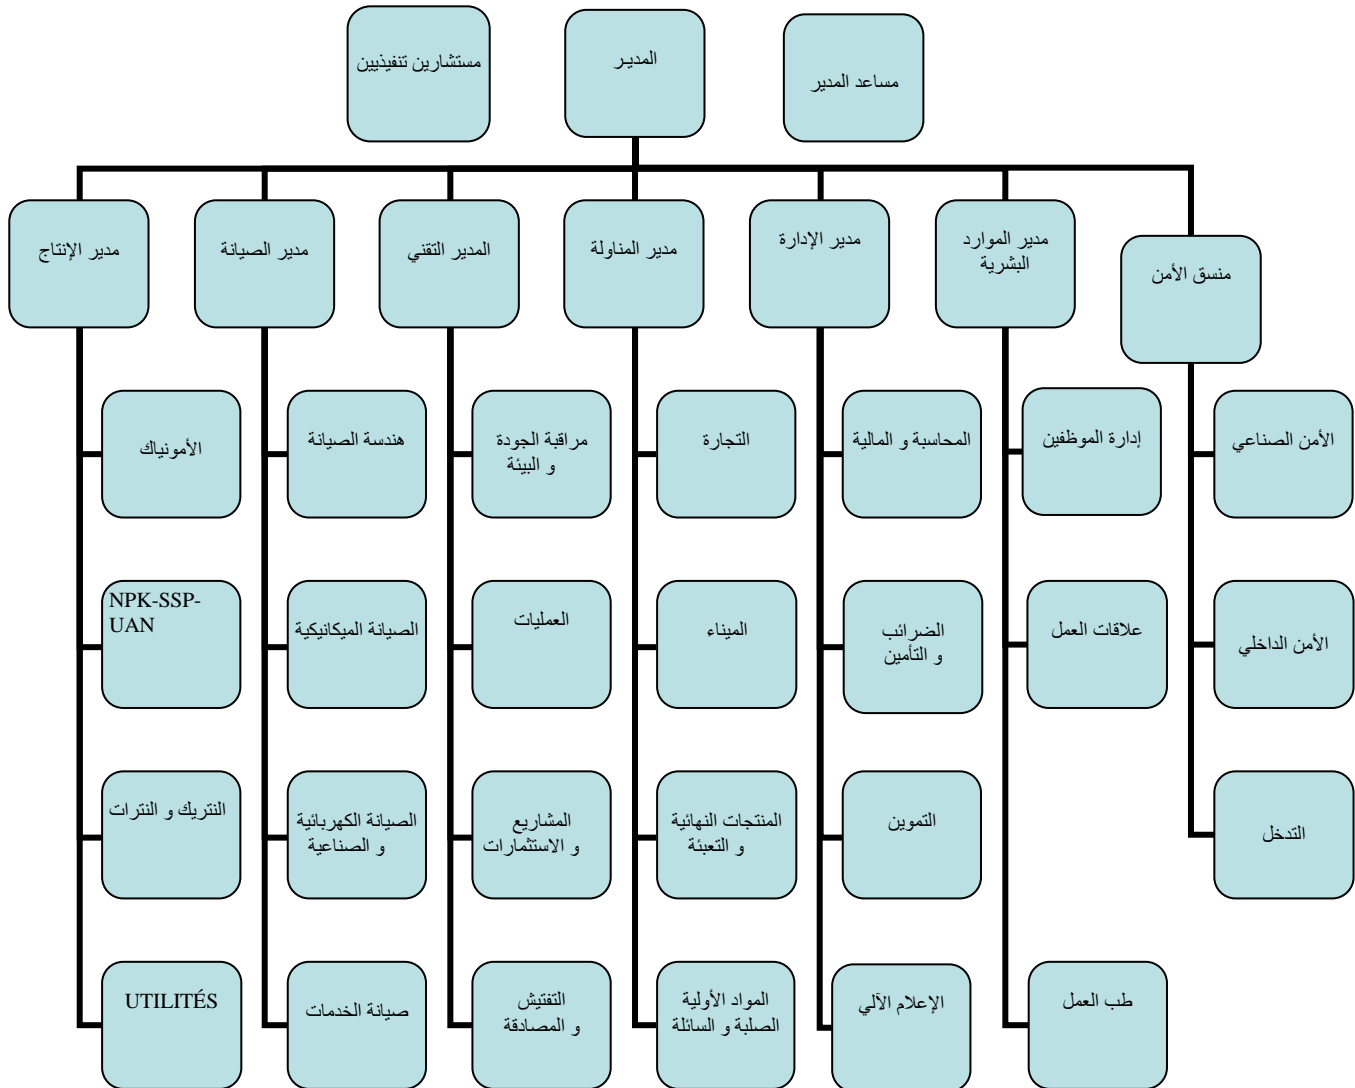 مستشارين تنفيذيين
المديـر
مساعد المدير
مدير الإنتاج
مدير الصيانة
المدير التقني
مدير المناولة
مدير الإدارة
مدير الموارد
البشرية
منسق الأمن
الأمونياك
هندسة الصيانة
مراقبة الجودة
و البيئة
التجارة
المحاسبة و المالية
إدارة الموظفين
الأمن الصناعي
NPK-SSP-
UAN
الصيانة الميكانيكية
العمليات
الميناء
الضرائب
و التأمين
علاقات العمل
الأمن الداخلي
النتريك و النترات
الصيانة الكهربائية
و الصناعية
المشاريع
و الاستثمارات
المنتجات النهائية
و التعبئة
التموين
التدخل
UTILITÉS
صيانة الخدمات
التفتيش
و المصادقة
المواد الأولية
الصلبة و السائلة
الإعلام الآلي
طب العمل